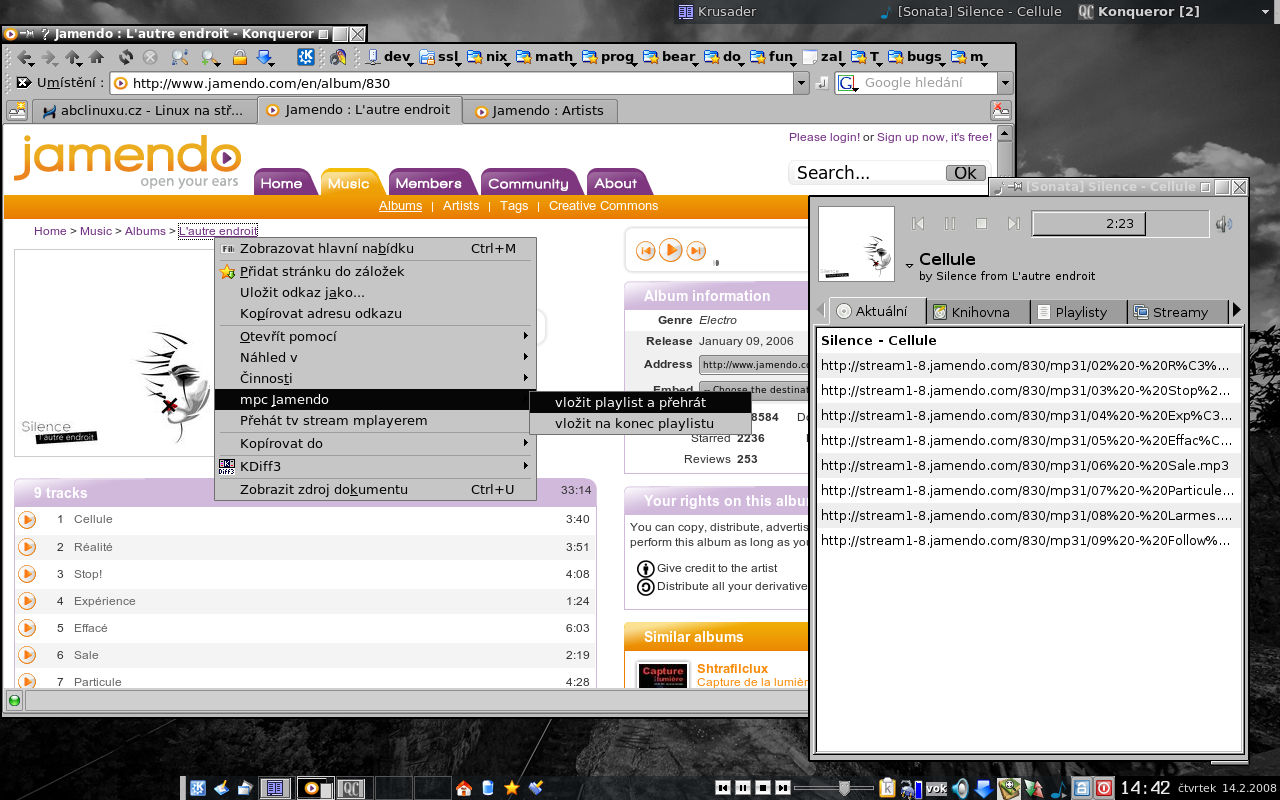 Krusader
[Sonata] Silence - Cellule
Konqueror [2]
Jamendo : L'autre endroit - Konqueror
dev ssl nix math prog bear do fun zal T bugs m
Umístění : http://www.jamendo.com/en/album/830
Google hledání
abclinuxu.cz - Linux na stř...
Jamendo : L'autre endroit
Jamendo : Artists
jamendo
open your ears
Please login! or Sign up now, it's free!
Search... Ok
Home Music Members Community About
Albums | Artists | Tags | Creative Commons
Home > Music > Albums > L'autre endroit
Zobrazovat hlavní nabídku Ctrl+M
Přidat stránku do záložek
Uložit odkaz jako...
Kopírovat adresu odkazu
Otevřít pomocí
Náhled v
Činnosti
mpc Jamendo
Přehát tv stream mplayerem
Kopírovat do
KDiff3
Zobrazit zdroj dokumentu Ctrl+U
vložit playlist a přehrát
vložit na konec playlistu
Silence
l'autre endroit
Album information
Genre Electro
Release January 09, 2006
Address http://www.jamendo.co
Embed -- Choose the destinat
8584 Do
Starred 2236
Reviews 253
9 tracks 33:14
1 Cellule 3:40
2 Réalité 3:51
3 Stop! 4:08
4 Expérience 1:24
5 Effacé 6:03
6 Sale 2:19
7 Particule 4:28
Your rights on this albu
You can copy, distribute, advertis
perform this album as long as you
Give credit to the artist
Distribute all your derivative
Similar albums
Capture
lumière
Shtrafilclux
Capture de la lumièr
[Sonata] Silence - Cellule
2:23
Cellule
by Silence from L'autre endroit
Aktuální Knihovna Playlisty Streamy
Silence - Cellule
http://stream1-8.jamendo.com/830/mp31/02%20-%20R%C3%...
http://stream1-8.jamendo.com/830/mp31/03%20-%20Stop%2...
http://stream1-8.jamendo.com/830/mp31/04%20-%20Exp%C3...
http://stream1-8.jamendo.com/830/mp31/05%20-%20Effac%C...
http://stream1-8.jamendo.com/830/mp31/06%20-%20Sale.mp3
http://stream1-8.jamendo.com/830/mp31/07%20-%20Particule...
http://stream1-8.jamendo.com/830/mp31/08%20-%20Larmes....
http://stream1-8.jamendo.com/830/mp31/09%20-%20Follow%...
vok
14:42 čtvrtek 14.2.2008